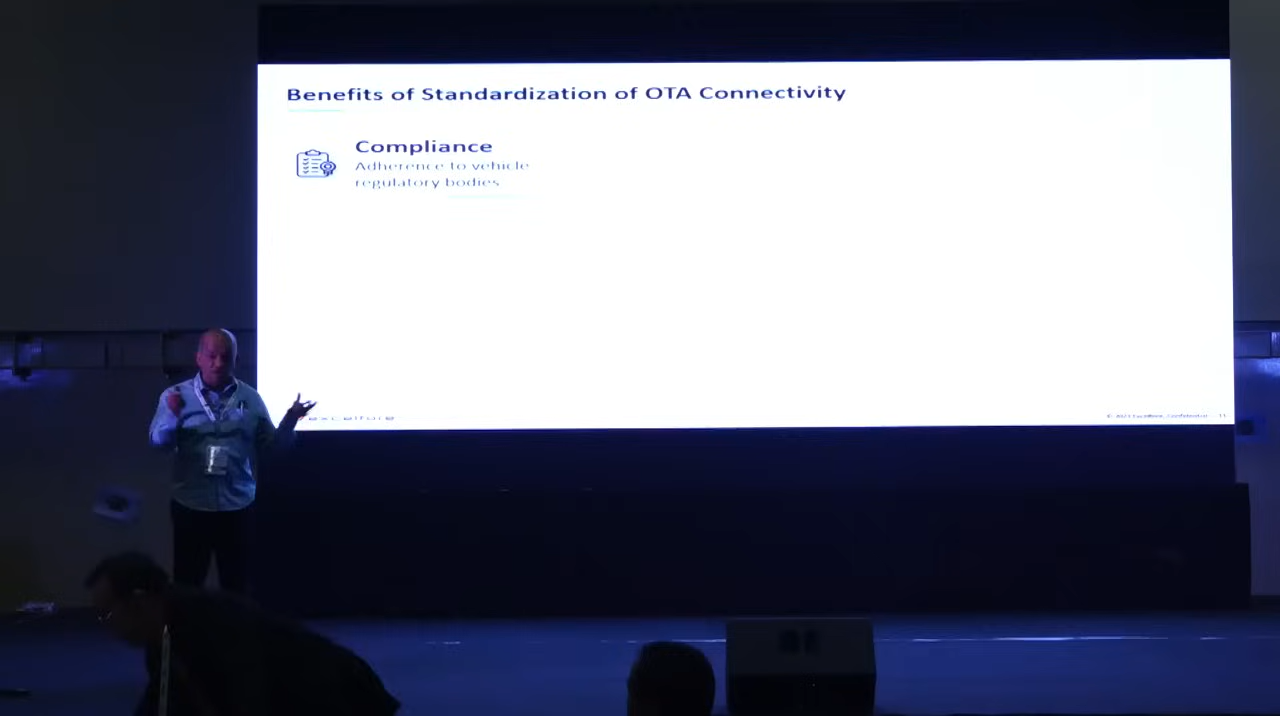 Benefits of Standardization of OTA Connectivity
Compliance
Adherence to vehicle
regulatory bodies